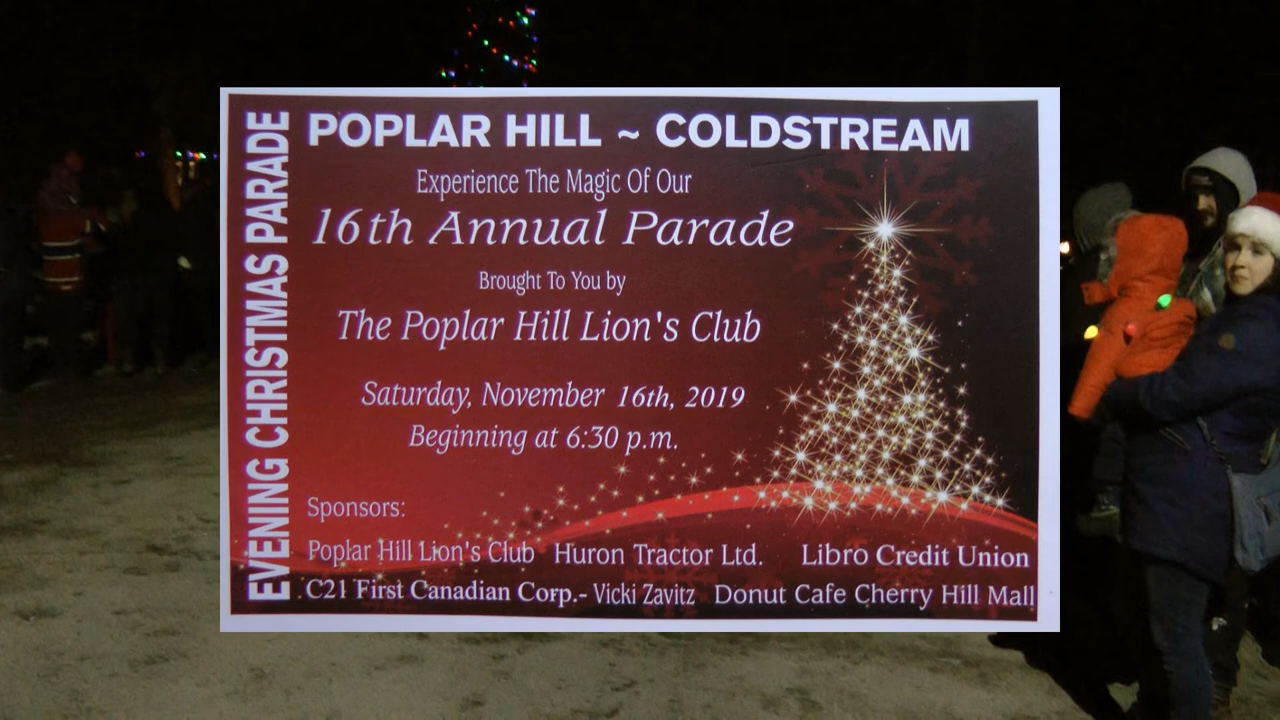 EVENING CHRISTMAS PARADE
POPLAR HILL ~ COLDSTREAM
Experience The Magic Of Our
16th Annual Parade
Brought To You by
The Poplar Hill Lion's Club
Saturday, November 16th, 2019
Beginning at 6:30 p.m.
Sponsors:
Poplar Hill Lion's Club Huron Tractor Ltd. Libro Credit Union
C21 First Canadian Corp.- Vicki Zavitz Donut Cafe Cherry Hill Mall